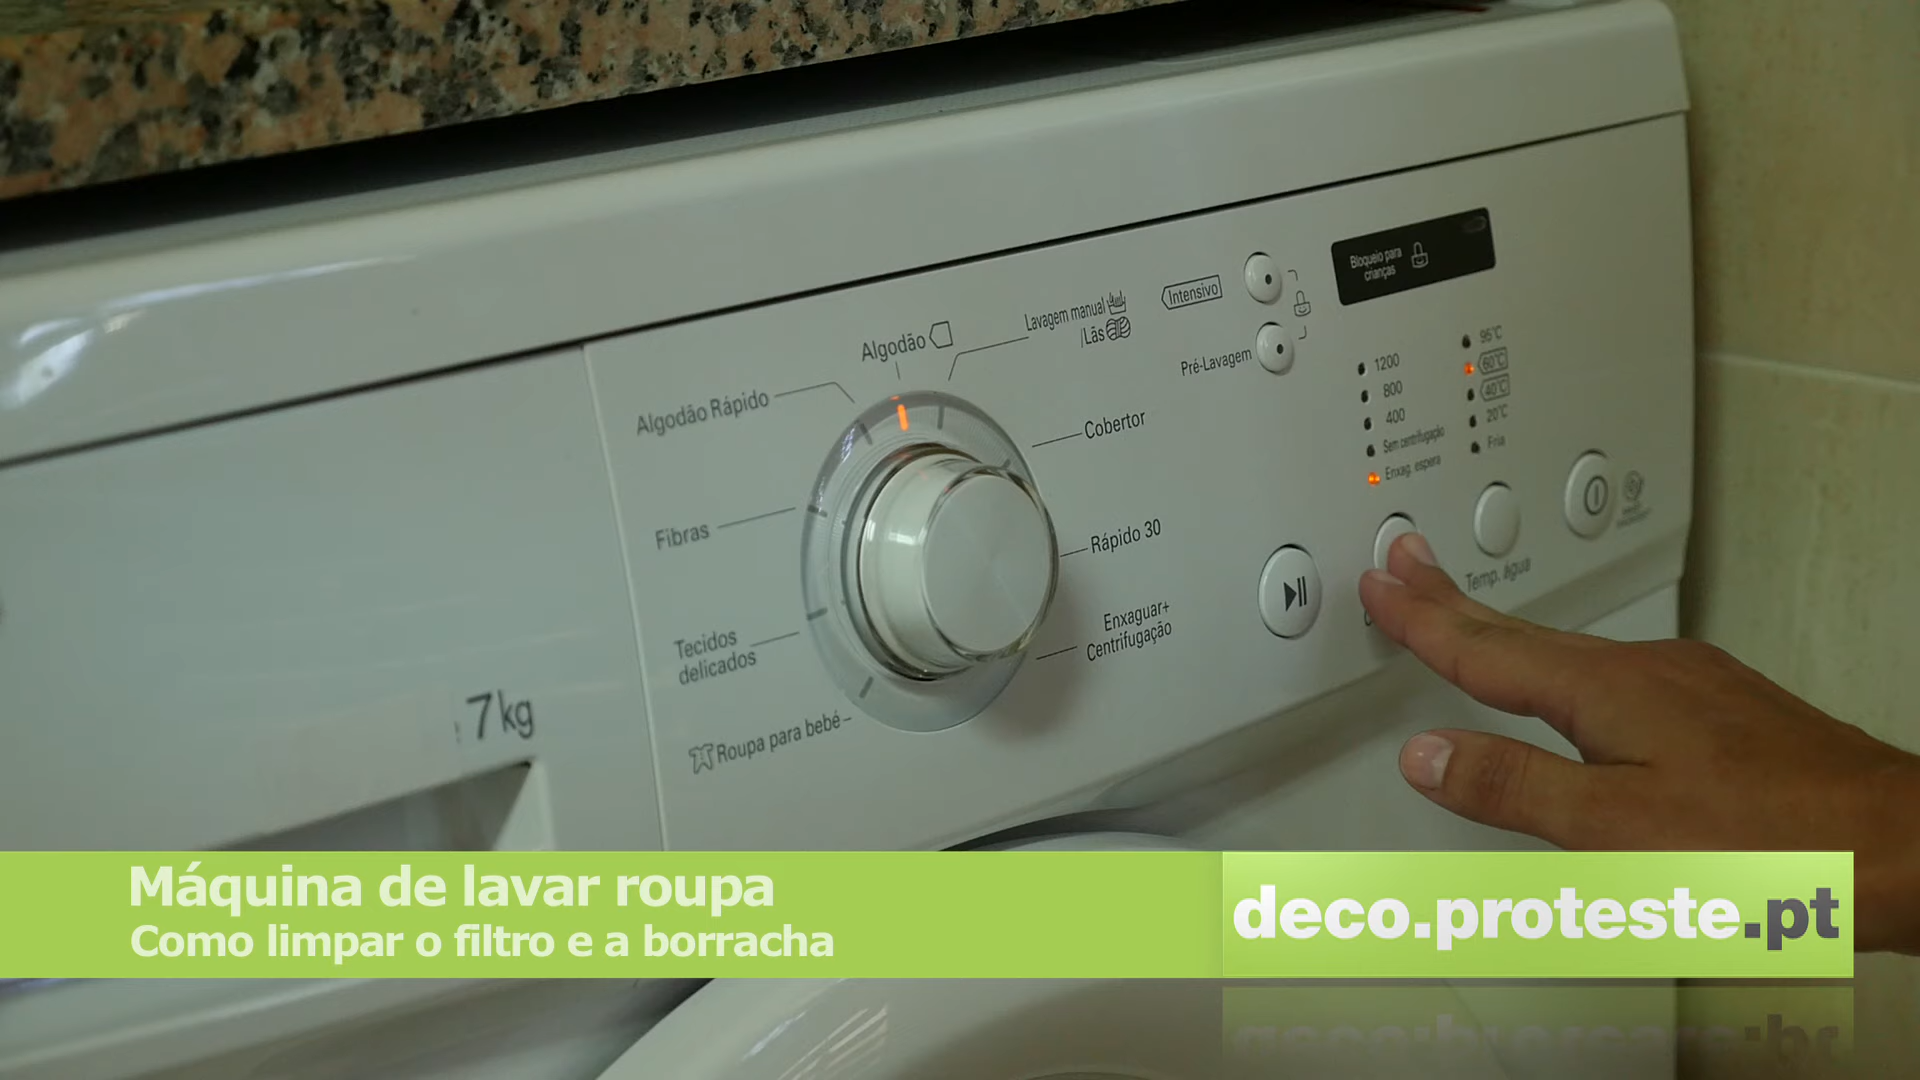 Bloqueio para
crianças
Intensivo
Lavagem manual
/Lãs
Algodão
Pré-Lavagem
95°C
60°C
40°C
20°C
Fria
1200
800
400
Sem centrifugação
Enxag. espera
Algodão Rápido
Cobertor
Fibras
Rápido 30
Temp. água
Enxaguar+
Centrifugação
Tecidos
delicados
7kg
Roupa para bebé
Máquina de lavar roupa
Como limpar o filtro e a borracha
deco.proteste.pt